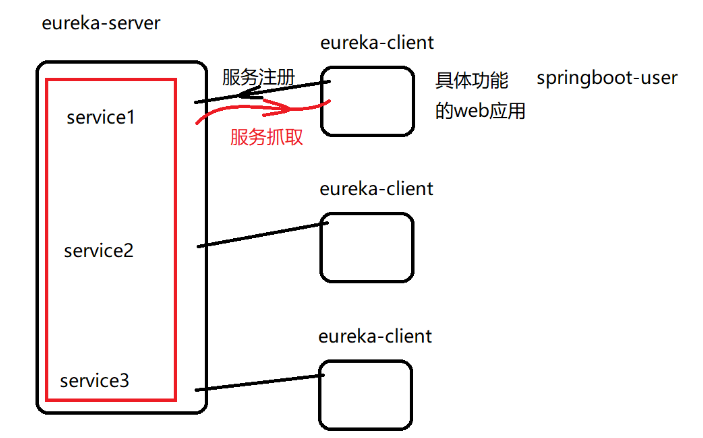 eureka-server
eureka-client
服务注册
具体功能 springboot-user
的web应用
service1
服务抓取
eureka-client
service2
eureka-client
service3